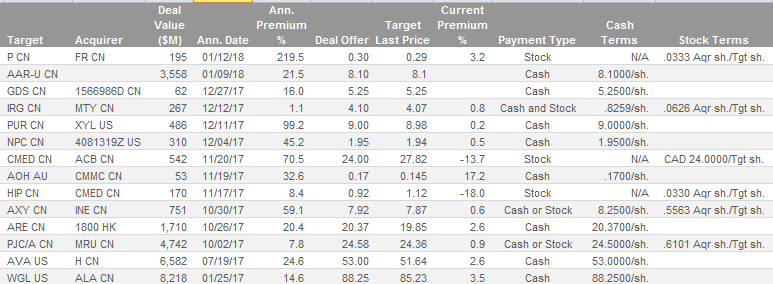 Target Acquirer Deal Value ($M) Ann. Date Ann. Premium % Deal Offer Target Last Price Current Premium % Payment Type Cash Terms Stock Terms
P CN FR CN 195 01/12/18 219.5 0.30 0.29 3.2 Stock N/A .0333 Aqr sh./Tgt sh.
AAR-U CN 3,558 01/09/18 21.5 8.10 8.1 Cash 8.1000/sh.
GDS CN 1566986D CN 62 12/27/17 16.0 5.25 5.25 Cash 5.2500/sh.
IRG CN MTY CN 267 12/12/17 1.1 4.10 4.07 0.8 Cash and Stock .8259/sh. .0626 Aqr sh./Tgt sh.
PUR CN XYL US 486 12/11/17 99.2 9.00 8.98 0.2 Cash 9.0000/sh.
NPC CN 4081319Z US 310 12/04/17 45.2 1.95 1.94 0.5 Cash 1.9500/sh.
CMED CN ACB CN 542 11/20/17 70.5 24.00 27.82 -13.7 Stock N/A CAD 24.0000/Tgt sh.
AOH AU CMMC CN 53 11/19/17 32.6 0.17 0.145 17.2 Cash .1700/sh.
HIP CN CMED CN 170 11/17/17 8.4 0.92 1.12 -18.0 Stock N/A .0330 Aqr sh./Tgt sh.
AXY CN INE CN 751 10/30/17 59.1 7.92 7.87 0.6 Cash or Stock 8.2500/sh. .5563 Aqr sh./Tgt sh.
ARE CN 1800 HK 1,710 10/26/17 20.4 20.37 19.85 2.6 Cash 20.3700/sh.
PJC/A CN MRU CN 4,742 10/02/17 7.8 24.58 24.36 0.9 Cash or Stock 24.5000/sh. .6101 Aqr sh./Tgt sh.
AVA US H CN 6,582 07/19/17 24.6 53.00 51.64 2.6 Cash 53.0000/sh.
WGL US ALA CN 8,218 01/25/17 14.6 88.25 85.23 3.5 Cash 88.2500/sh.